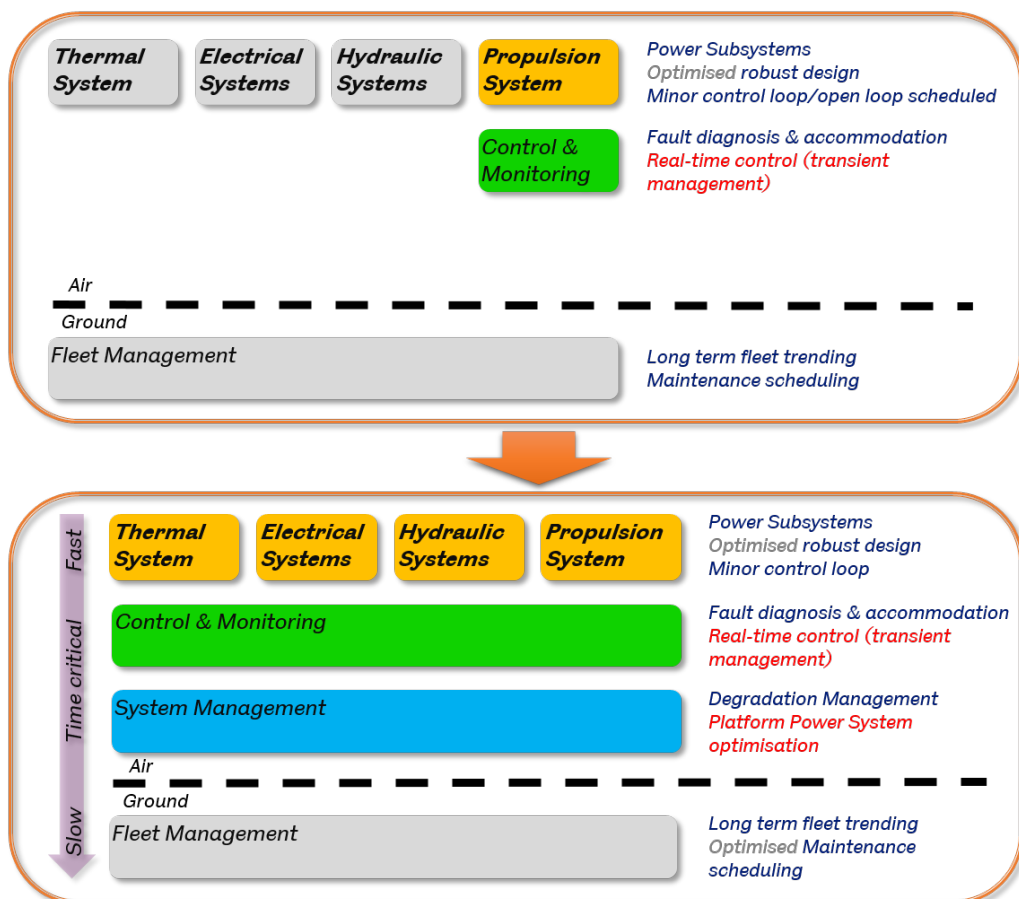 Thermal
System
Electrical
Systems
Hydraulic
Systems
Propulsion
System
Power Subsystems
Optimised robust design
Minor control loop/open loop scheduled
Control &
Monitoring
Fault diagnosis & accommodation
Real-time control (transient
management)
Air
Ground
Fleet Management
Long term fleet trending
Maintenance scheduling
Fast
Time critical
Slow
Thermal
System
Electrical
Systems
Hydraulic
Systems
Propulsion
System
Power Subsystems
Optimised robust design
Minor control loop
Control & Monitoring
Fault diagnosis & accommodation
Real-time control (transient
management)
System Management
Degradation Management
Platform Power System
optimisation
Air
Ground
Fleet Management
Long term fleet trending
Optimised Maintenance
scheduling